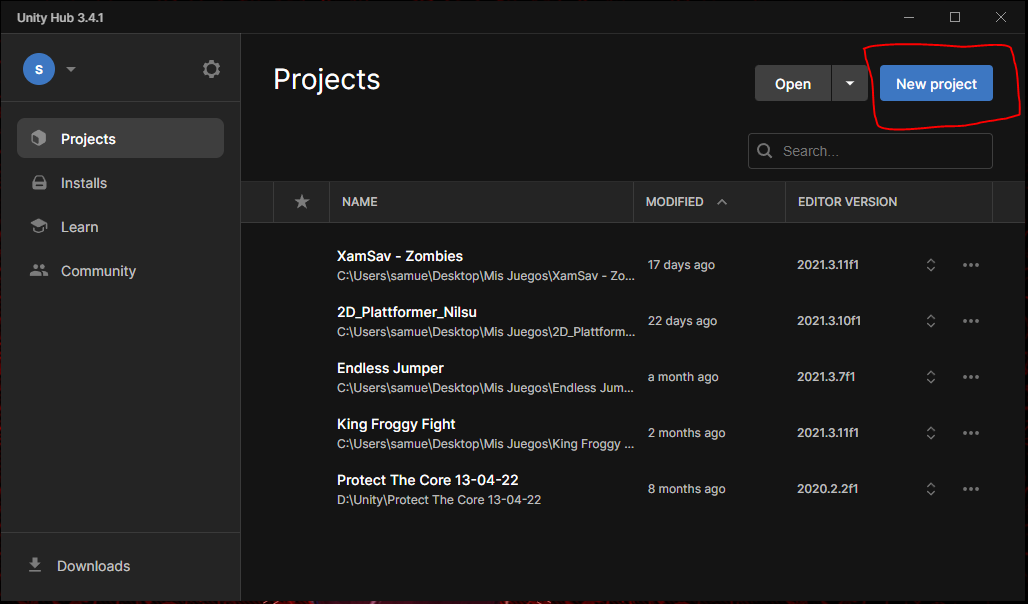 Unity Hub 3.4.1
S
Projects
Installs
Learn
Community
Downloads
Projects
Open
New project
Search...
NAME
MODIFIED
EDITOR VERSION
XamSav - Zombies
C:\Users\samue\Desktop\Mis Juegos\XamSav - Zo...
17 days ago
2021.3.11f1
2D_Plattformer_Nilsu
C:\Users\samue\Desktop\Mis Juegos\2D_Plattform...
22 days ago
2021.3.10f1
Endless Jumper
C:\Users\samue\Desktop\Mis Juegos\Endless Jum...
a month ago
2021.3.7f1
King Froggy Fight
C:\Users\samue\Desktop\Mis Juegos\King Froggy ...
2 months ago
2021.3.11f1
Protect The Core 13-04-22
D:\Unity\Protect The Core 13-04-22
8 months ago
2020.2.2f1